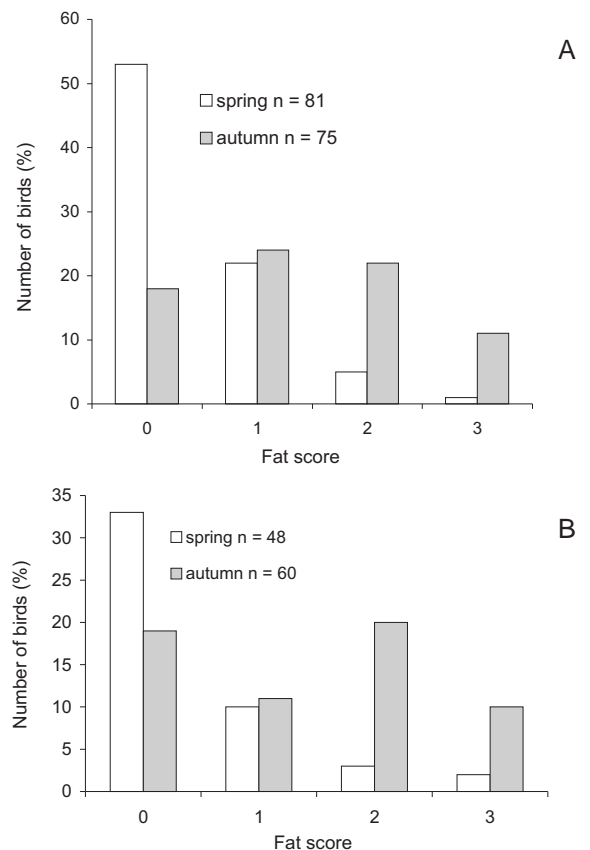 A
Number of birds (%)
60
50
40
30
20
10
0
spring n = 81
autumn n = 75
0 1 2 3
Fat score
B
Number of birds (%)
35
30
25
20
15
10
5
0
spring n = 48
autumn n = 60
0 1 2 3
Fat score